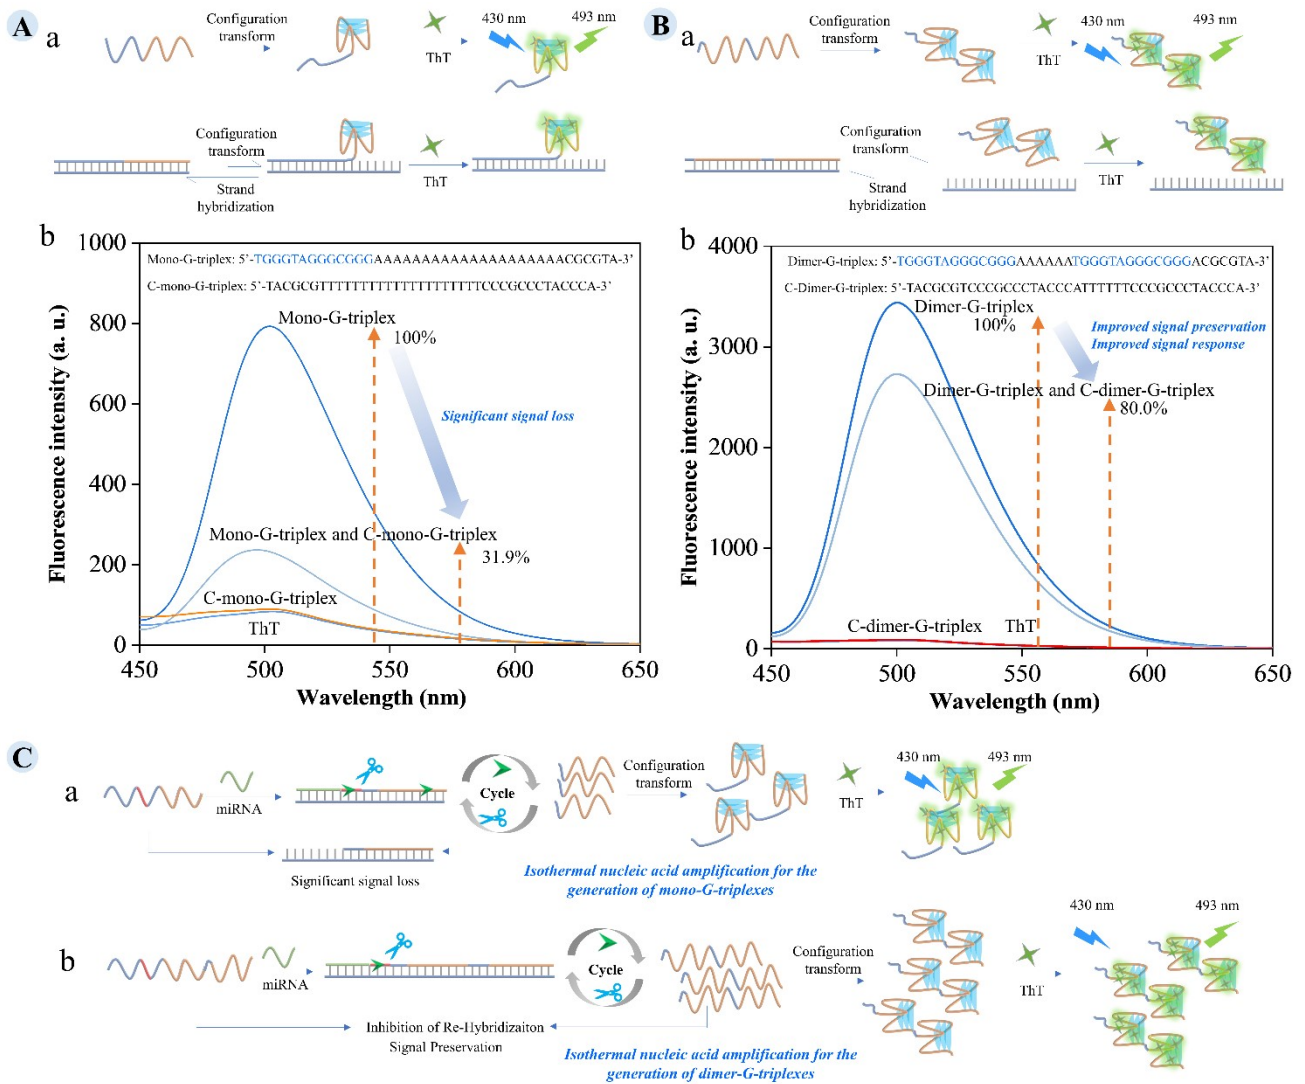 A
a
Configuration
transform
ThT
430 nm
493 nm
Configuration
transform
Strand
hybridization
ThT
b
1000
800
600
400
200
0
450
500
550
600
650
Fluorescence intensity (a. u.)
Wavelength (nm)
Mono-G-triplex: 5’-TGGGTAGGGCGGGAAAAAAAAAAAAAAAAAAAACGCGTA-3’
C-mono-G-triplex: 5’-TACGCGTTTTTTTTTTTTTTTTTTTTCCCGCCCTACCCA-3’
Mono-G-triplex
100%
Significant signal loss
Mono-G-triplex and C-mono-G-triplex
31.9%
C-mono-G-triplex
ThT
B
a
Configuration
transform
ThT
430 nm
493 nm
Configuration
transform
Strand
hybridization
ThT
b
4000
3000
2000
1000
0
450
500
550
600
650
Fluorescence intensity (a. u.)
Wavelength (nm)
Dimer-G-triplex: 5’-TGGGTAGGGCGGGAAAAAATGGGTAGGGCGGGACGCGTA-3’
C-Dimer-G-triplex: 5’-TACGCGTCCCGCCCTACCCATTTTTTCCCGCCCTACCCA-3’
Dimer-G-triplex
100%
Improved signal preservation
Improved signal response
Dimer-G-triplex and C-dimer-G-triplex
80.0%
C-dimer-G-triplex
ThT
C
a
miRNA
Cycle
Configuration
transform
ThT
430 nm
493 nm
Significant signal loss
Isothermal nucleic acid amplification for the
generation of mono-G-triplexes
b
miRNA
Cycle
Configuration
transform
ThT
430 nm
493 nm
Inhibition of Re-Hybridizaiton
Signal Preservation
Isothermal nucleic acid amplification for the
generation of dimer-G-triplexes